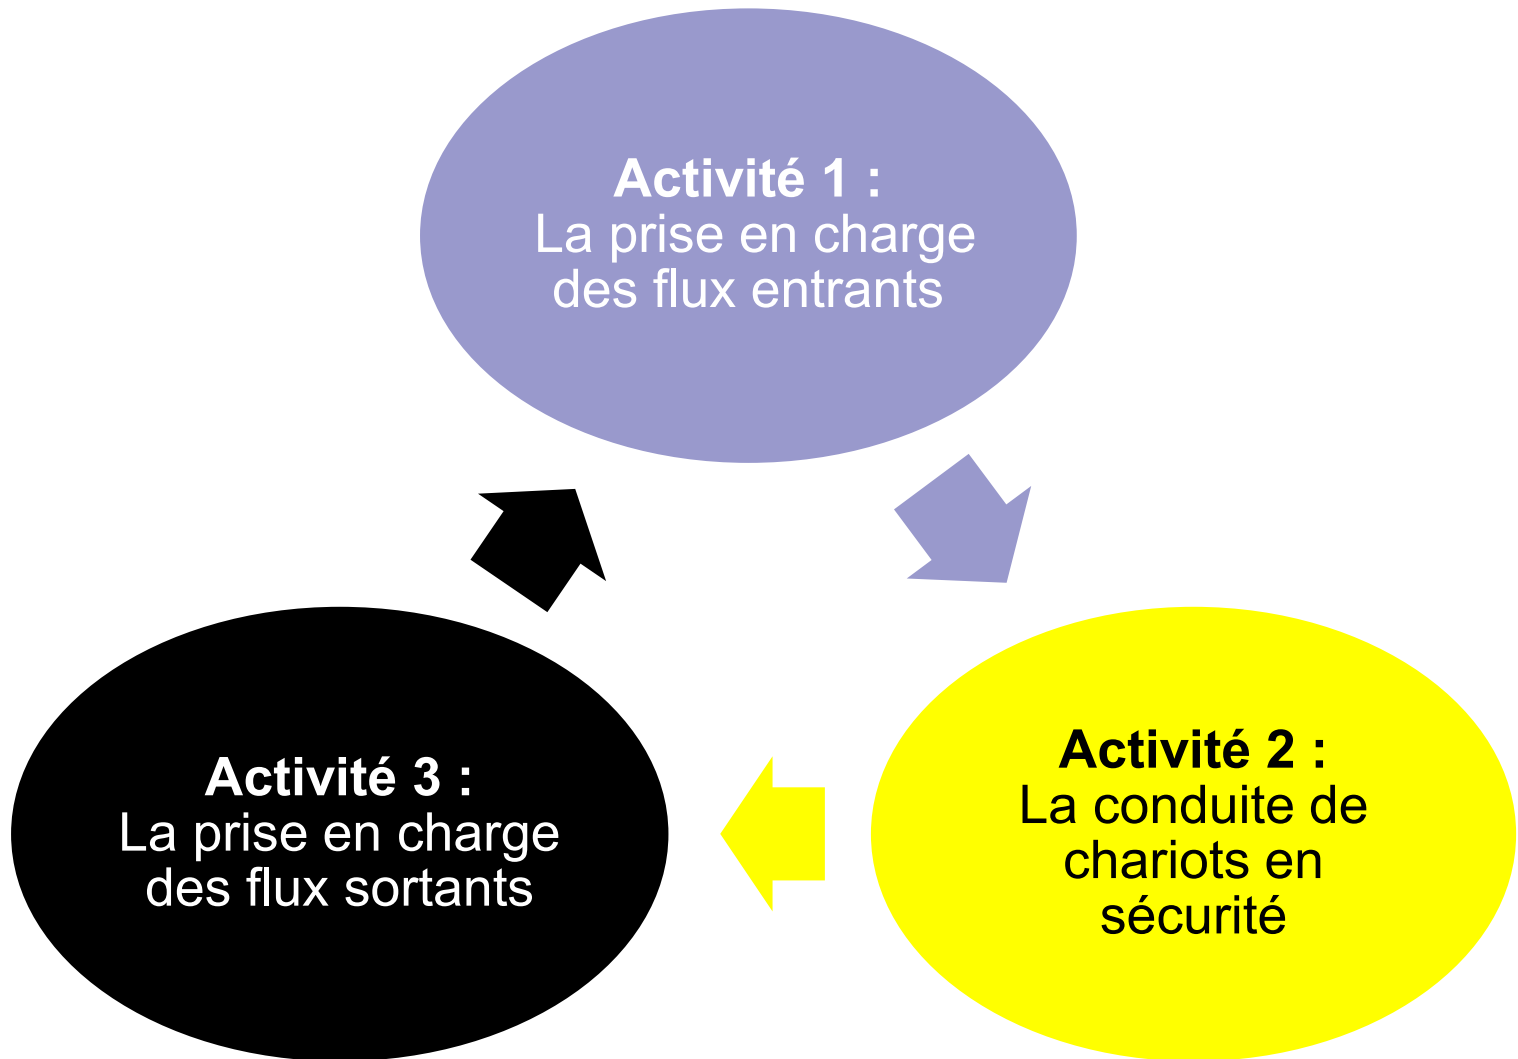 Activité 1 :
La prise en charge
des flux entrants
Activité 2 :
La conduite de
chariots en
sécurité
Activité 3 :
La prise en charge
des flux sortants